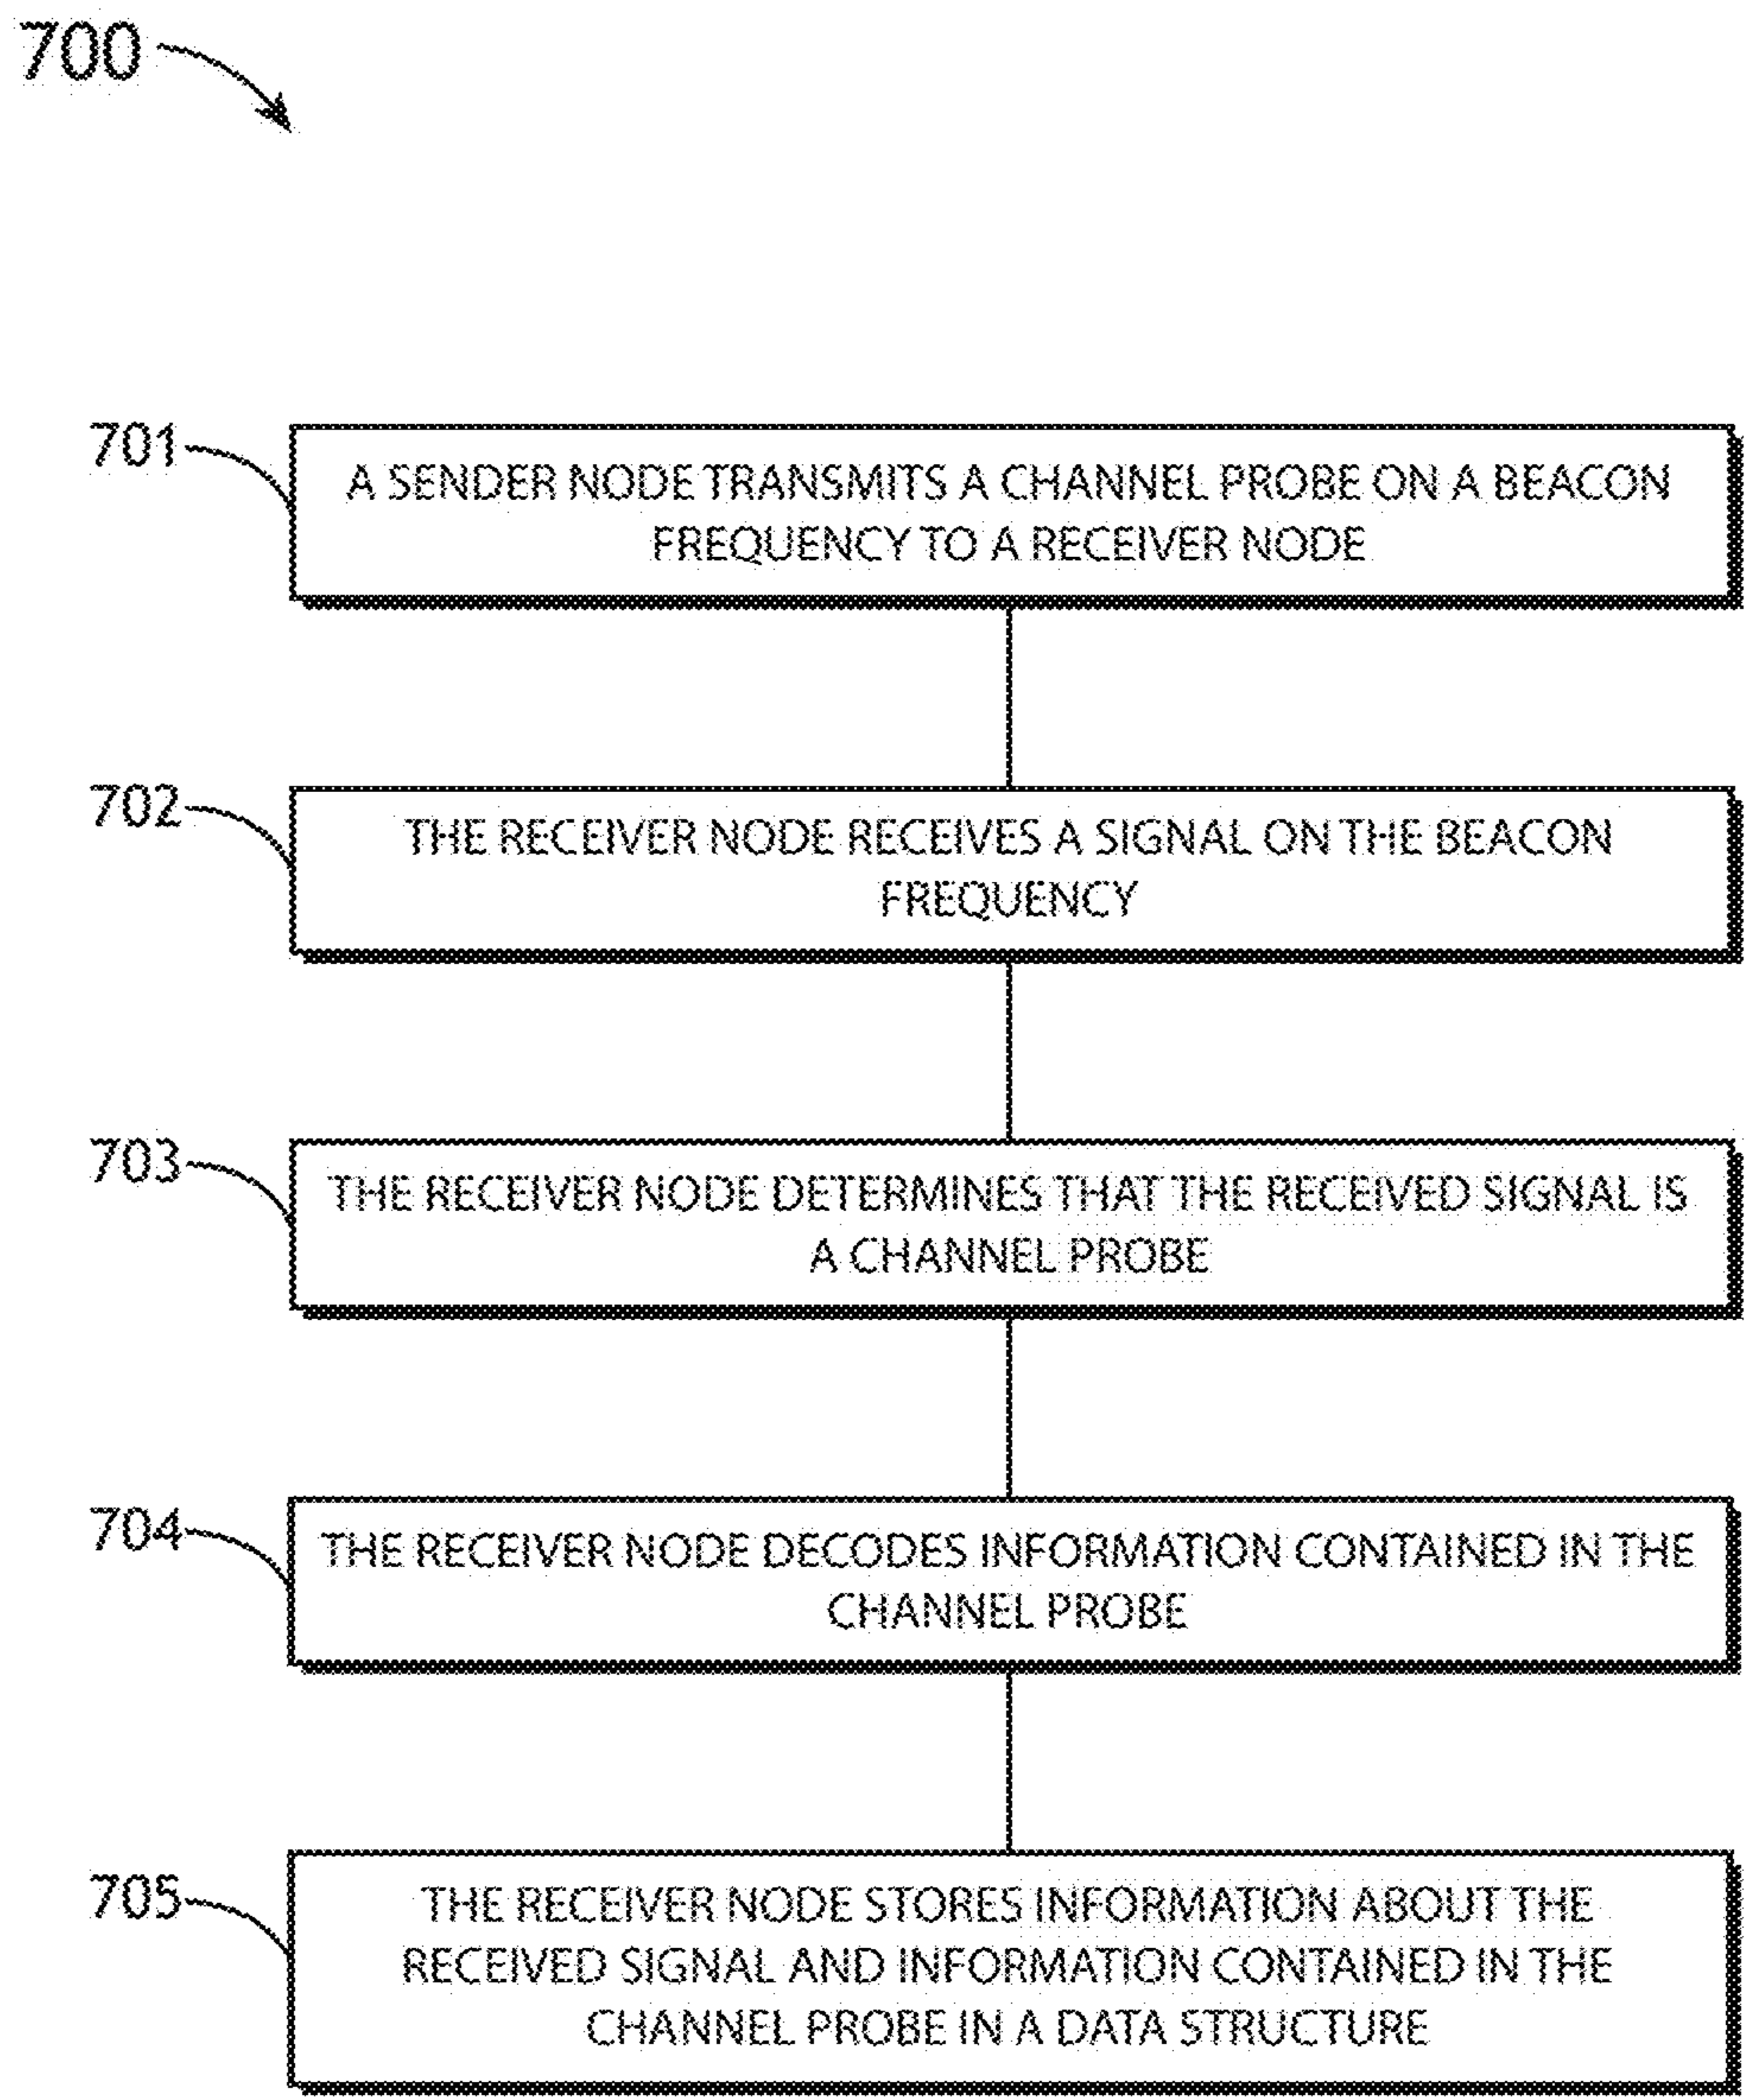 700
701
A SENDER NODE TRANSMITS A CHANNEL PROBE ON A BEACON
FREQUENCY TO A RECEIVER NODE
702
THE RECEIVER NODE RECEIVES A SIGNAL ON THE BEACON
FREQUENCY
703
THE RECEIVER NODE DETERMINES THAT THE RECEIVED SIGNAL IS
A CHANNEL PROBE
704
THE RECEIVER NODE DECODES INFORMATION CONTAINED IN THE
CHANNEL PROBE
705
THE RECEIVER NODE STORES INFORMATION ABOUT THE
RECEIVED SIGNAL AND INFORMATION CONTAINED IN THE
CHANNEL PROBE IN A DATA STRUCTURE